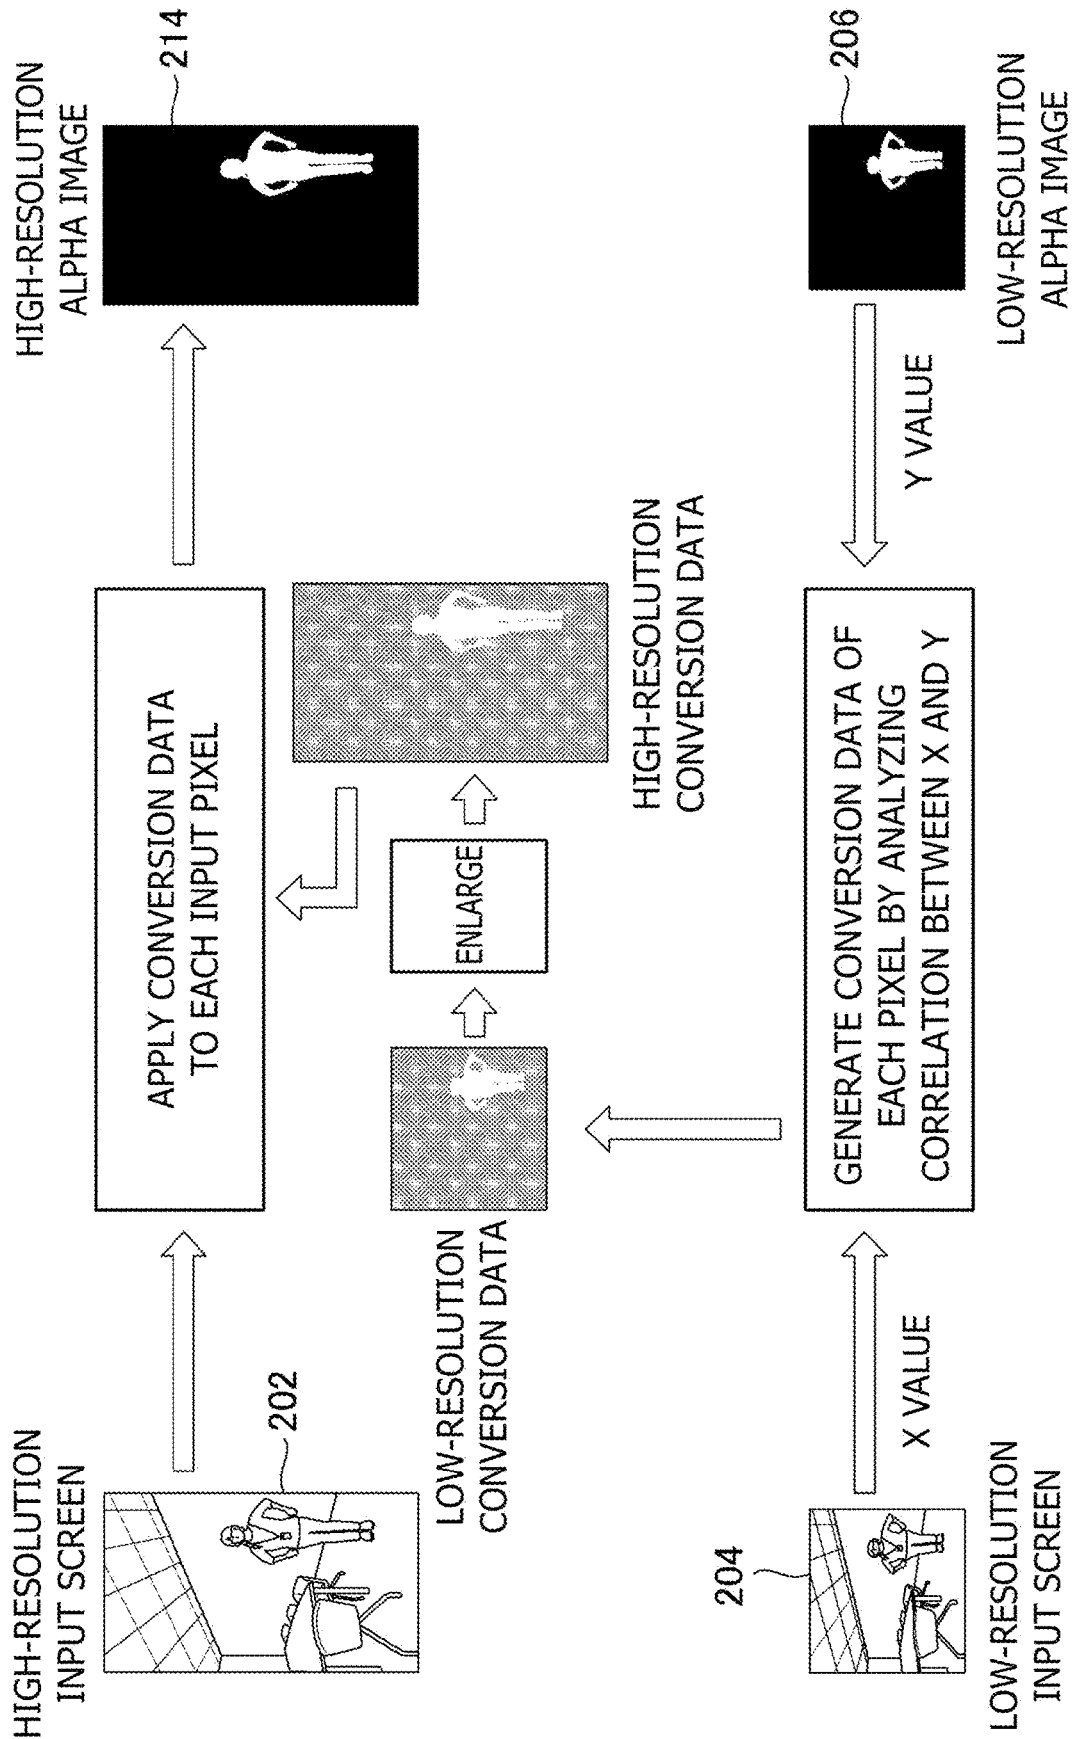 HIGH-RESOLUTION
INPUT SCREEN
202
APPLY CONVERSION DATA
TO EACH INPUT PIXEL
HIGH-RESOLUTION
ALPHA IMAGE
214
LOW-RESOLUTION
CONVERSION DATA
ENLARGE
HIGH-RESOLUTION
CONVERSION DATA
204
LOW-RESOLUTION
INPUT SCREEN
X VALUE
GENERATE CONVERSION DATA OF
EACH PIXEL BY ANALYZING
CORRELATION BETWEEN X AND Y
Y VALUE
206
LOW-RESOLUTION
ALPHA IMAGE